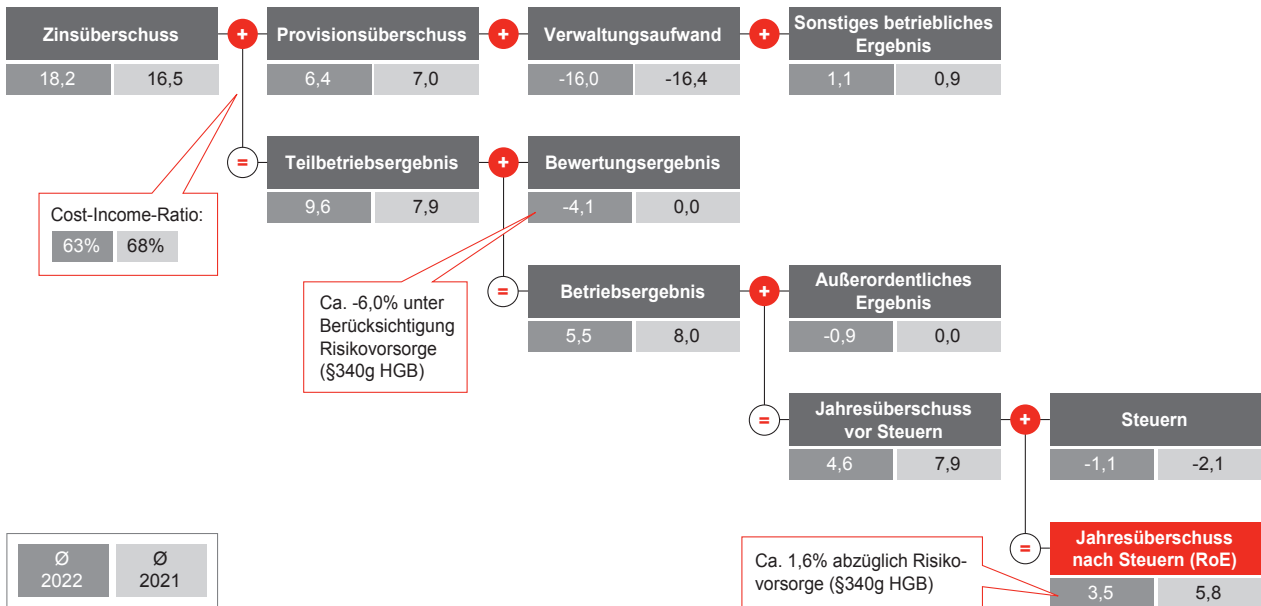 Zinsüberschuss + Provisionsüberschuss + Verwaltungsaufwand + Sonstiges betriebliches
Ergebnis
18,2 16,5 6,4 7,0 -16,0 -16,4 1,1 0,9
= Teilbetriebsergebnis + Bewertungsergebnis
9,6 7,9 -4,1 0,0
Cost-Income-Ratio:
63% 68%
Ca. -6,0% unter
Berücksichtigung
Risikovorsorge
(§340g HGB)
= Betriebsergebnis + Außerordentliches
Ergebnis
5,5 8,0 -0,9 0,0
= Jahresüberschuss
vor Steuern + Steuern
4,6 7,9 -1,1 -2,1
Ø Ø
2022 2021
Ca. 1,6% abzüglich Risiko-
vorsorge (§340g HGB)
= Jahresüberschuss
nach Steuern (RoE)
3,5 5,8